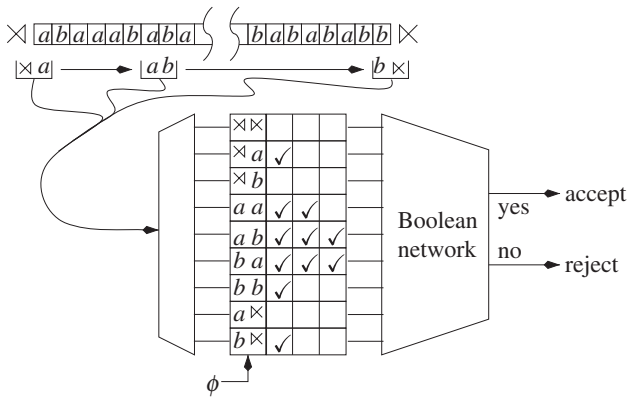 ⋊ a b a a a b a b a b a b a b a b b ⋉
⋊ a a b b ⋉
⋊ ⋉
⋊ a ✓
⋊ b
a a ✓ ✓
a b ✓ ✓ ✓
b a ✓ ✓ ✓
b b ✓
a ⋉
b ⋉ ✓
ϕ
Boolean
network
yes
accept
no
reject